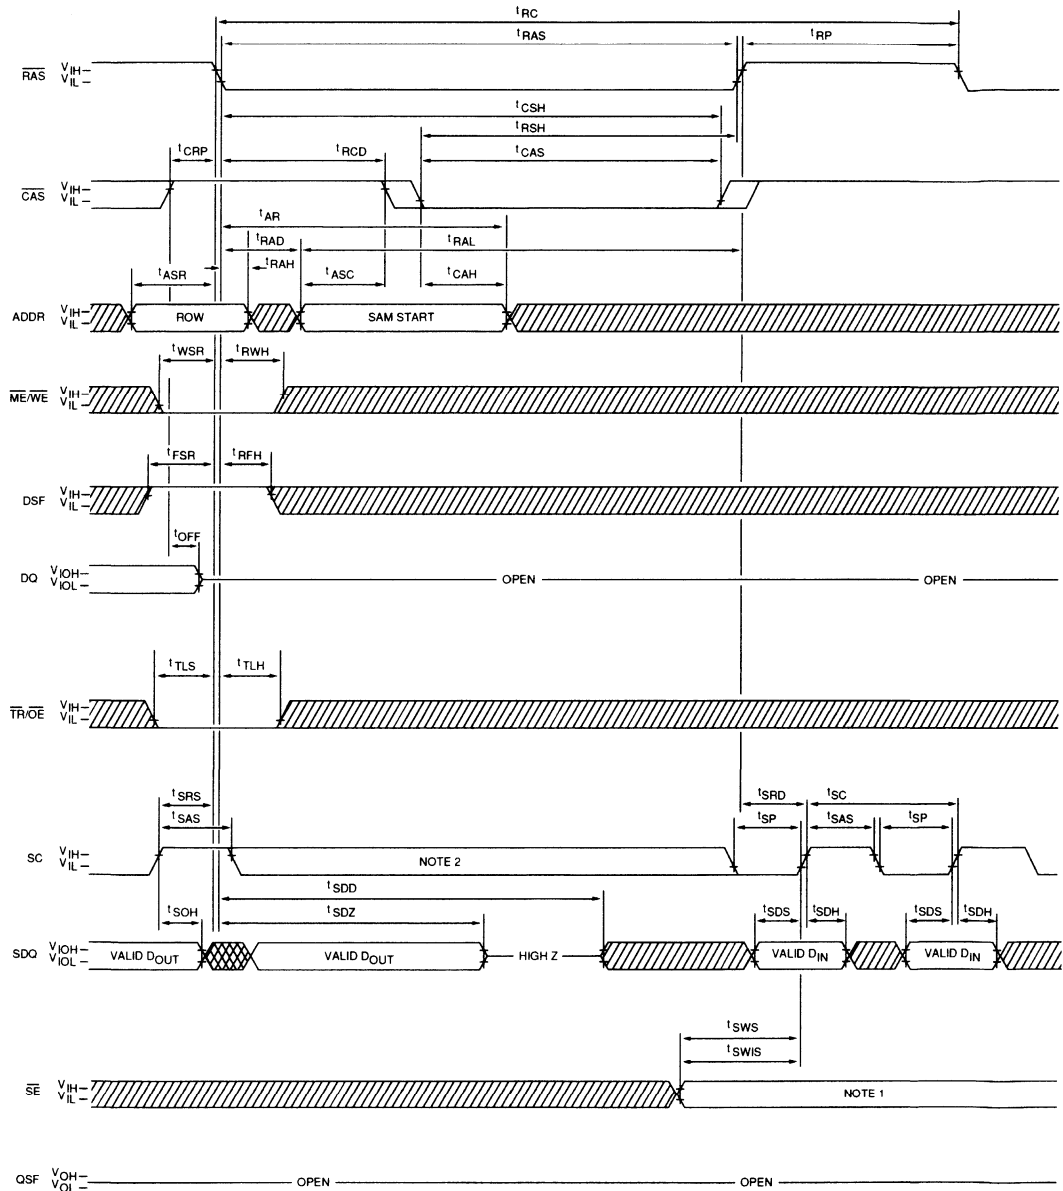 tRC
tRAS tRP
RAS VIH VIL
tCSH
tRSH
tCRP tRCD tCAS
CAS VIH VIL
tAR
tRAD tRAL
tASR tRAH tASC tCAH
ADDR VIH VIL ROW SAM START
tWSR tRWH
ME/WE VIH VIL
tFSR tRFH
DSF VIH VIL
tOFF
DQ VIOH VIOL OPEN OPEN
tTLS tTLH
TR/OE VIH VIL
tSRS tSRD tSC
tSAS tSP tSAS tSP
SC VIH VIL NOTE 2
tSDD
tSOH tSDZ tSDS tSDH tSDS tSDH
SDQ VIOH VIOL VALID DOUT VALID DOUT HIGH Z VALID DIN VALID DIN
tSWS
tSWIS
SE VIH VIL NOTE 1
QSF VOH VOL OPEN OPEN